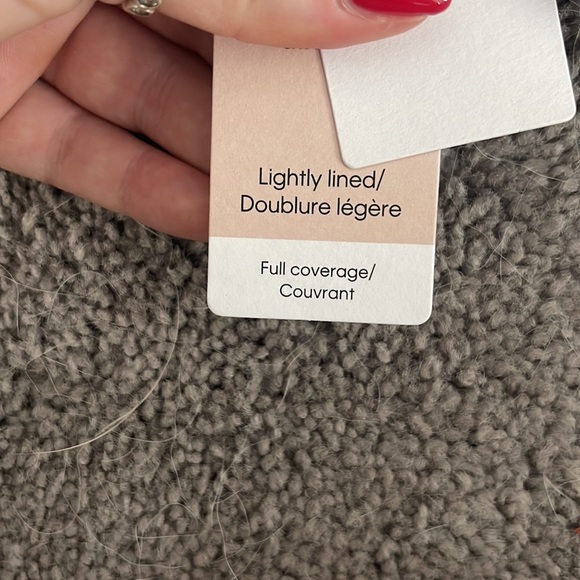 Lightly lined/
Doublure légère
Full coverage/
Couvrant